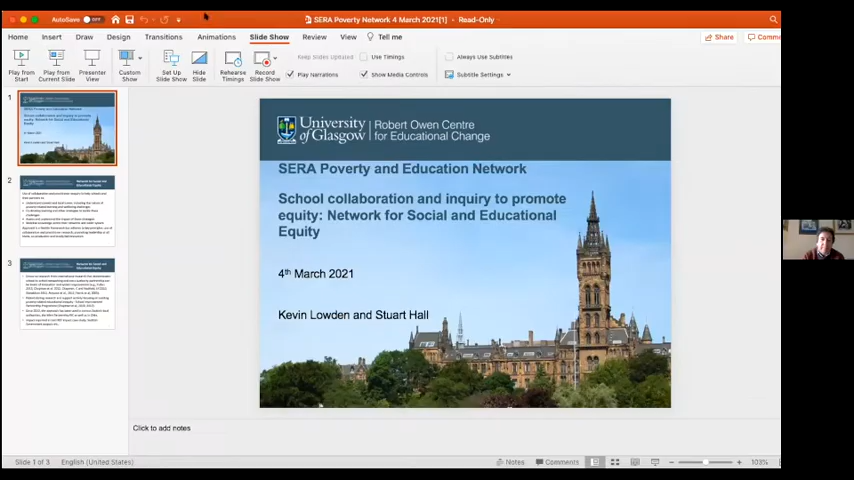 AutoSave OFF
SERA Poverty Network 4 March 2021[1] - Read-Only
Home Insert Draw Design Transitions Animations Slide Show Review View Tell me
Share Comme
Play from Start
Play from Current Slide
Presenter View
Custom Show
Set Up Slide Show
Hide Slide
Rehearse Timings
Record Slide Show
Keep Slides Updated
Use Timings
Play Narrations
Show Media Controls
Always Use Subtitles
Subtitle Settings
1
2
3
University of Glasgow
Robert Owen Centre
for Educational Change
SERA Poverty and Education Network
School collaboration and inquiry to promote
equity: Network for Social and Educational
Equity
4th March 2021
Kevin Lowden and Stuart Hall
Click to add notes
Slide 1 of 3 English (United States) Notes Comments 103%